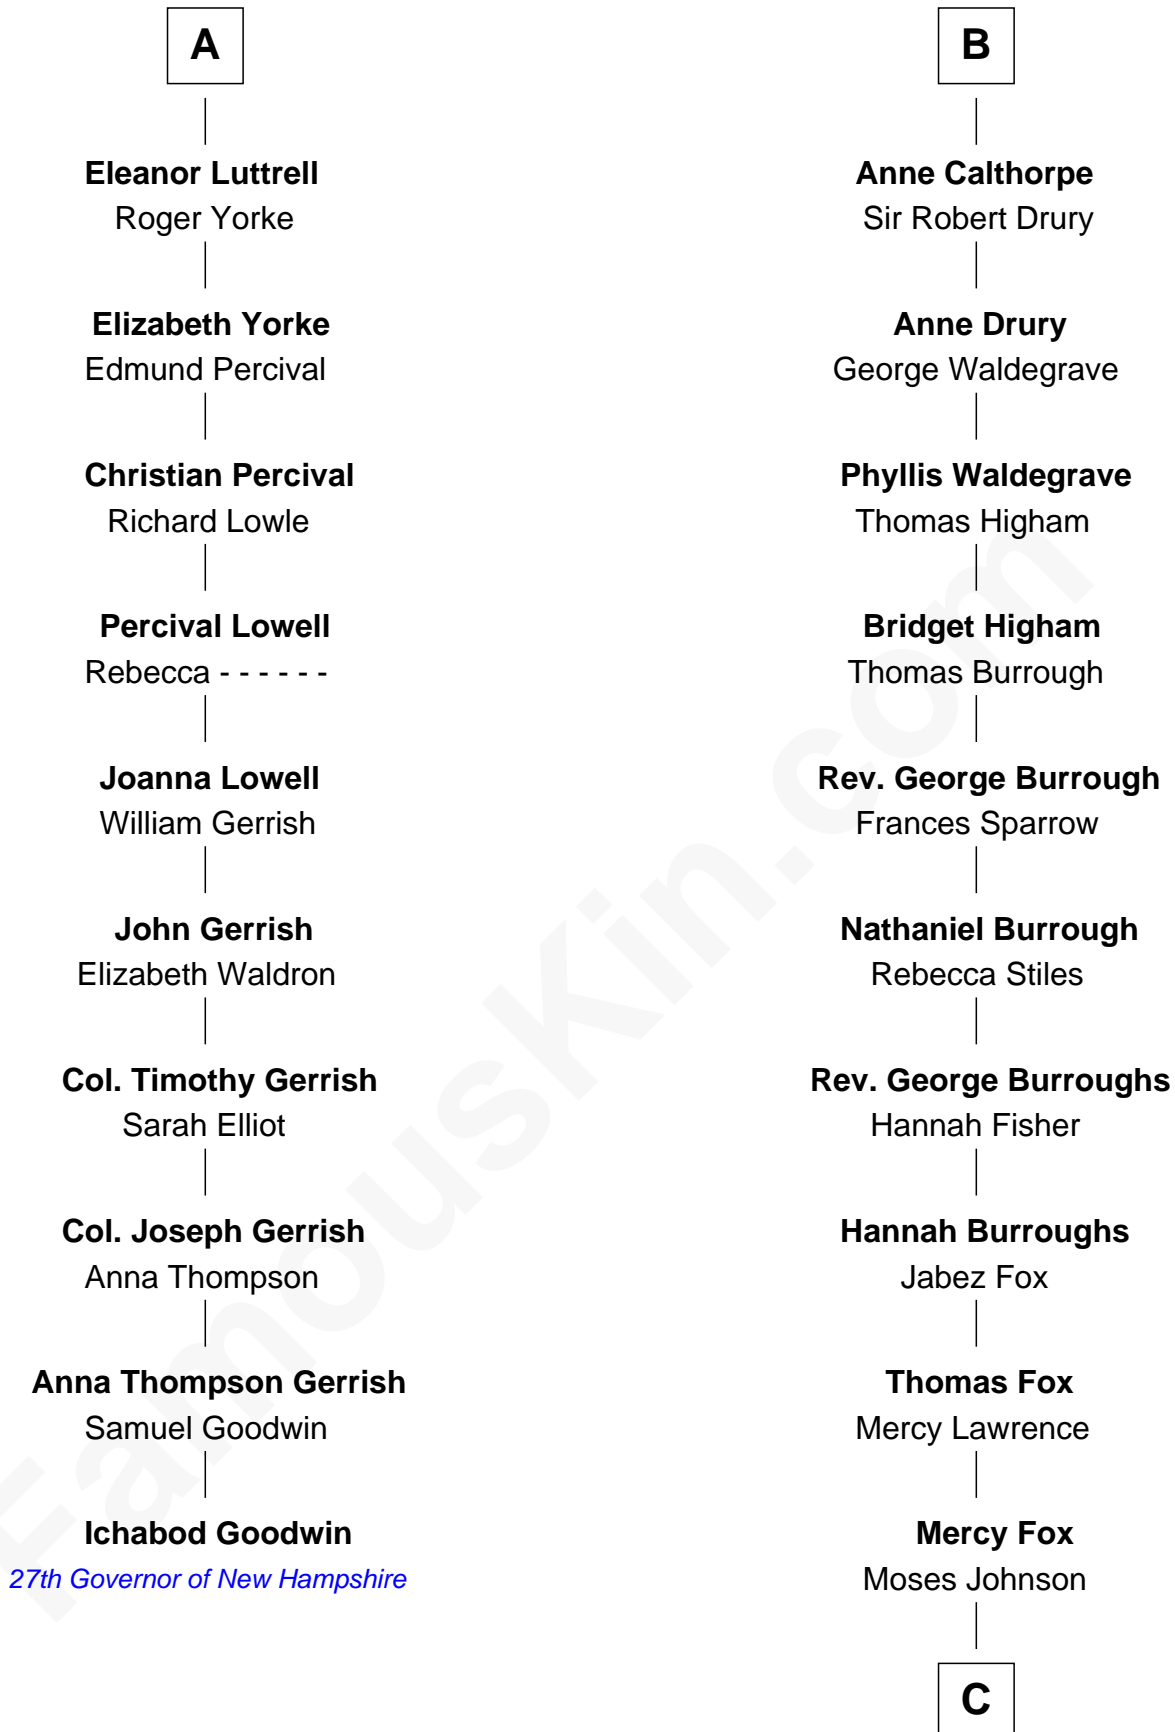 A
Eleanor Luttrell
Roger Yorke
Elizabeth Yorke
Edmund Percival
Christian Percival
Richard Lowle
Percival Lowell
Rebecca - - - - - -
Joanna Lowell
William Gerrish
John Gerrish
Elizabeth Waldron
Col. Timothy Gerrish
Sarah Elliot
Col. Joseph Gerrish
Anna Thompson
Anna Thompson Gerrish
Samuel Goodwin
Ichabod Goodwin
27th Governor of New Hampshire
B
Anne Calthorpe
Sir Robert Drury
Anne Drury
George Waldegrave
Phyllis Waldegrave
Thomas Higham
Bridget Higham
Thomas Burrough
Rev. George Burrough
Frances Sparrow
Nathaniel Burrough
Rebecca Stiles
Rev. George Burroughs
Hannah Fisher
Hannah Burroughs
Jabez Fox
Thomas Fox
Mercy Lawrence
Mercy Fox
Moses Johnson
C
FamousKin.com